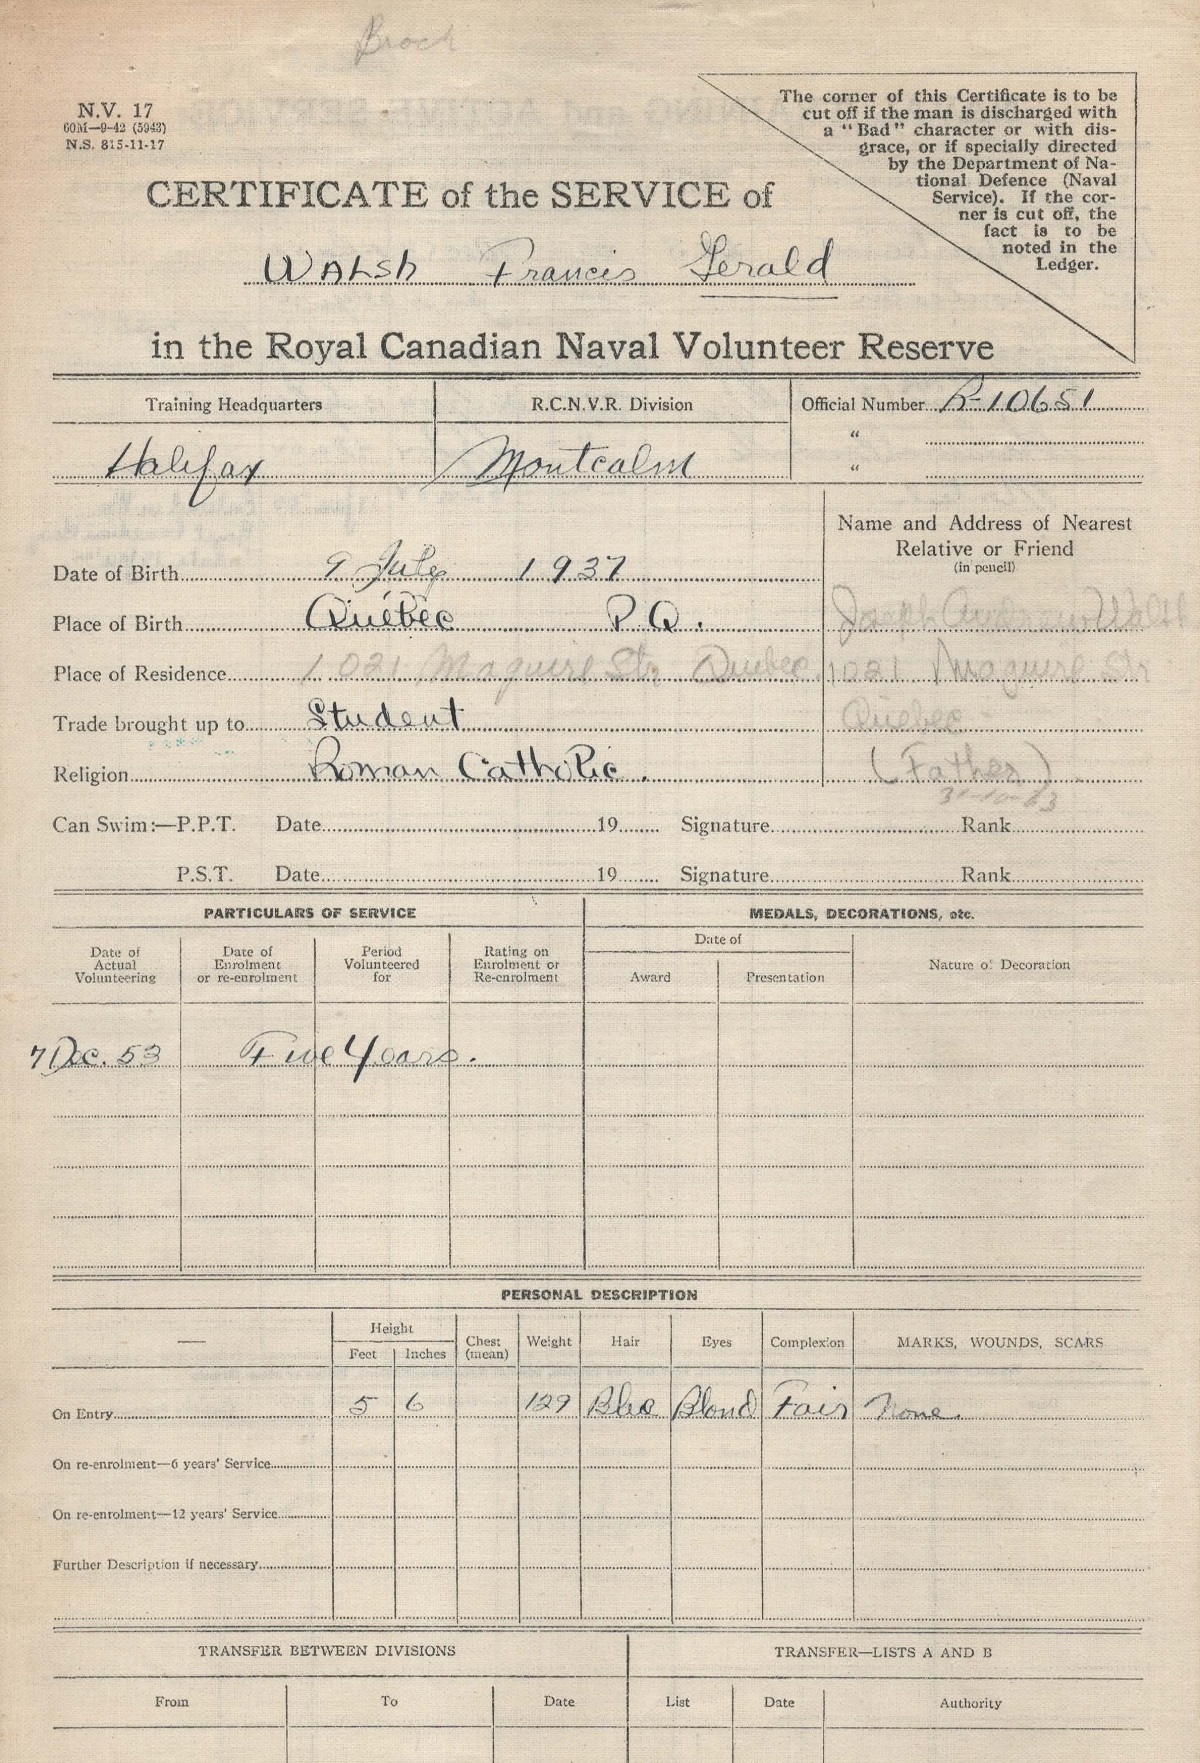 Broch
N.V. 17
60M—9-42 (5943)
N.S. 815-11-17
The corner of this Certificate is to be
cut off if the man is discharged with
a "Bad" character or with dis-
grace, or if specially directed
by the Department of Na-
tional Defence (Naval
Service). If the cor-
ner is cut off, the
fact is to be
noted in the
Ledger.
CERTIFICATE of the SERVICE of
WALSh Francis Gerald
in the Royal Canadian Naval Volunteer Reserve
Training Headquarters R.C.N.V.R. Division Official Number R-10651
"
Halifax Montcalm "
Name and Address of Nearest
Relative or Friend
(in pencil)
Date of Birth 9 July 1937
Place of Birth Québec P.Q. Joseph Andrew Walsh
Place of Residence 1021 Maguire Str Quebec. 1021 Maguire Str
Trade brought up to Student Quebec -
Religion Roman Catholic. (Father).
31-10-53
Can Swim:—P.P.T. Date 19 Signature Rank
P.S.T. Date 19 Signature Rank
PARTICULARS OF SERVICE MEDALS, DECORATIONS, etc.
Date of Actual Volunteering Date of Enrolment or re-enrolment Period Volunteered for Rating on Enrolment or Re-enrolment Date of Award Presentation Nature of Decoration
7 Dec. 53 Five Years.
PERSONAL DESCRIPTION
— Height Feet Inches Chest (mean) Weight Hair Eyes Complexion MARKS, WOUNDS, SCARS
On Entry 5 6 129 Blue Blond Fair None.
On re-enrolment—6 years' Service
On re-enrolment—12 years' Service
Further Description if necessary
TRANSFER BETWEEN DIVISIONS TRANSFER—LISTS A AND B
From To Date List Date Authority